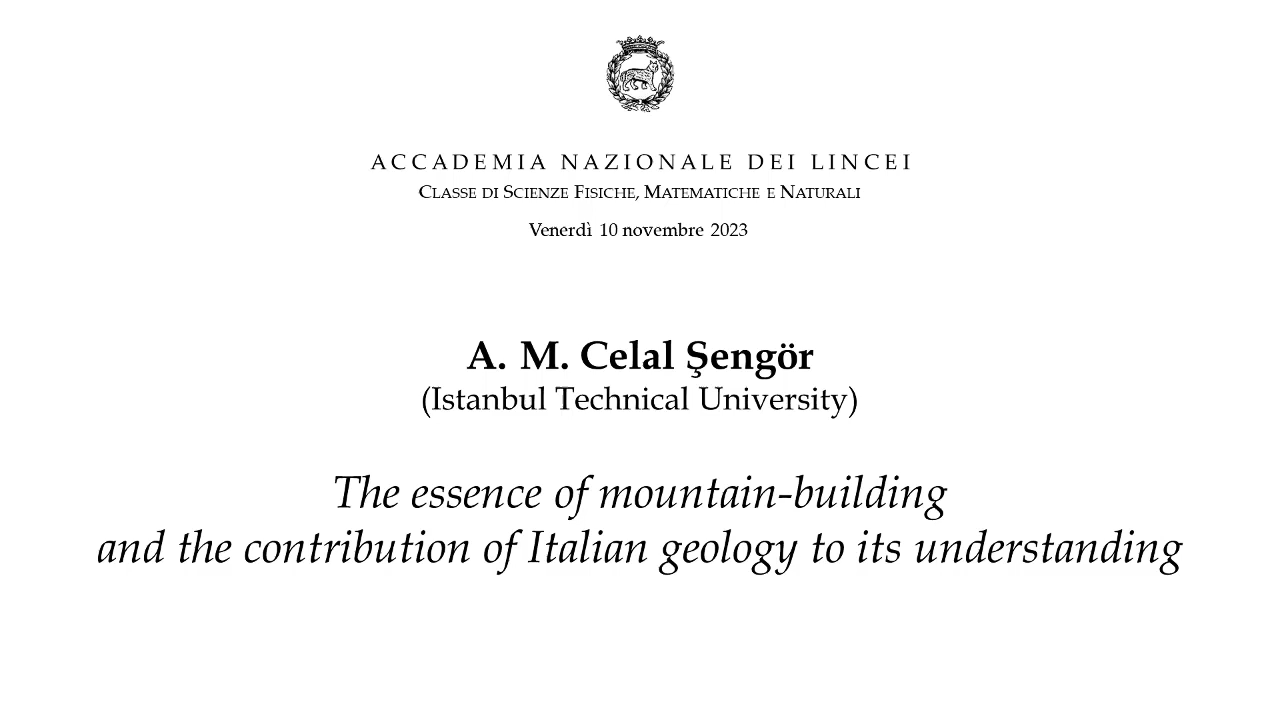 ACCADEMIA NAZIONALE DEI LINCEI
CLASSE DI SCIENZE FISICHE, MATEMATICHE E NATURALI
Venerdì 10 novembre 2023
A. M. Celal Şengör
(Istanbul Technical University)
The essence of mountain-building
and the contribution of Italian geology to its understanding